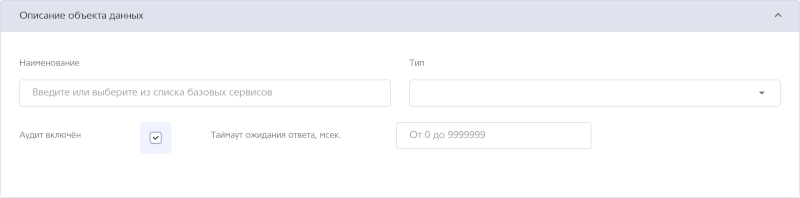 Описание объекта данных
Наименование
Тип
Введите или выберите из списка базовых сервисов
Аудит включён
Таймаут ожидания ответа, мсек.
От 0 до 9999999